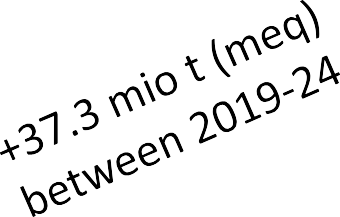 +37.3 mio t (meq)
between 2019-24